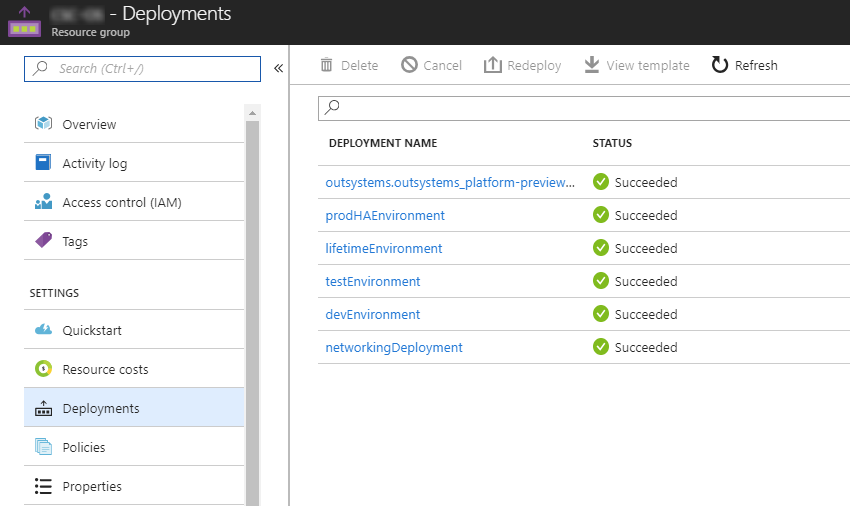 - Deployments
Resource group
Search (Ctrl+/)
«
Delete
Cancel
Redeploy
View template
Refresh
Overview
Activity log
Access control (IAM)
Tags
SETTINGS
Quickstart
Resource costs
Deployments
Policies
Properties
DEPLOYMENT NAME STATUS
outsystems.outsystems_platform-preview... Succeeded
prodHAEnvironment Succeeded
lifetimeEnvironment Succeeded
testEnvironment Succeeded
devEnvironment Succeeded
networkingDeployment Succeeded